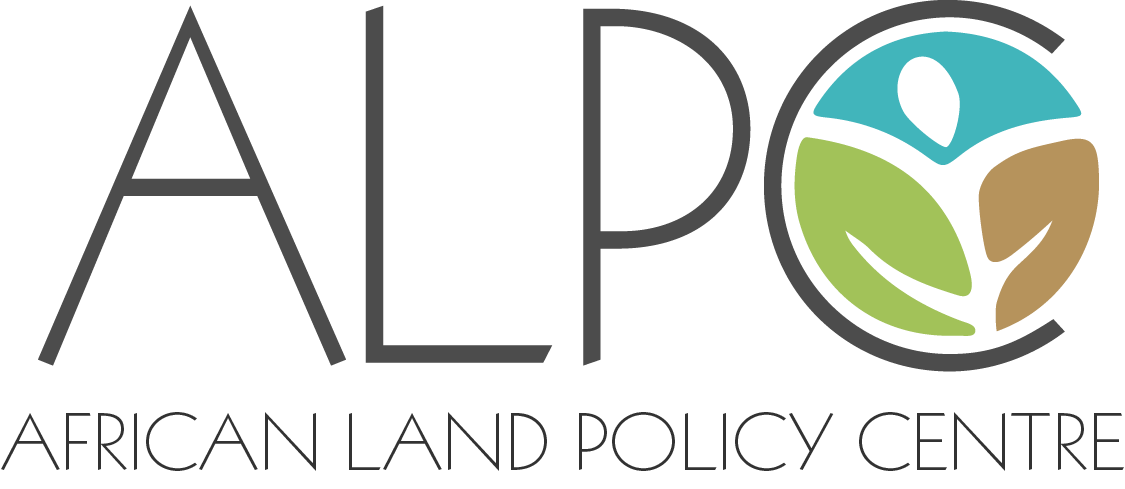 ALPC
AFRICAN LAND POLICY CENTRE